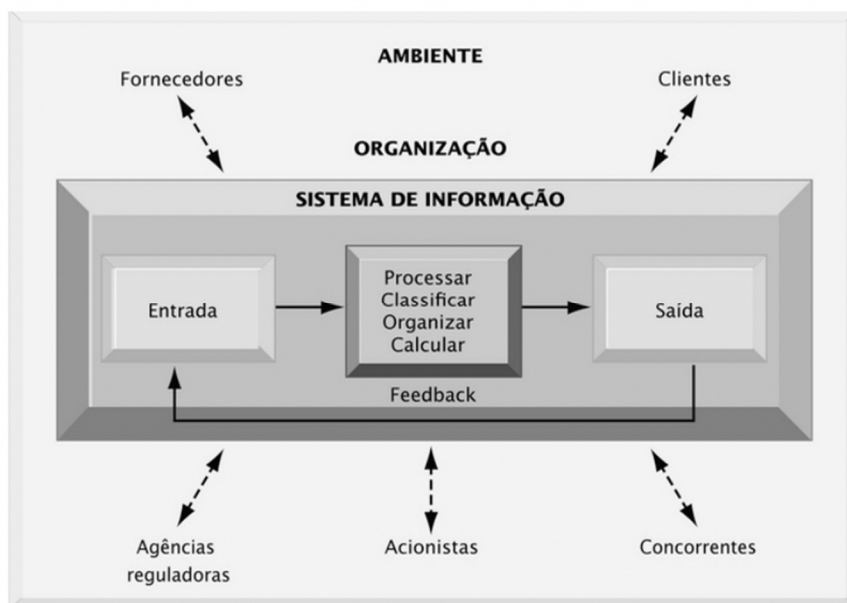 AMBIENTE
Fornecedores
Clientes
ORGANIZAÇÃO
SISTEMA DE INFORMAÇÃO
Entrada
Processar
Classificar
Organizar
Calcular
Saída
Feedback
Agências
reguladoras
Acionistas
Concorrentes